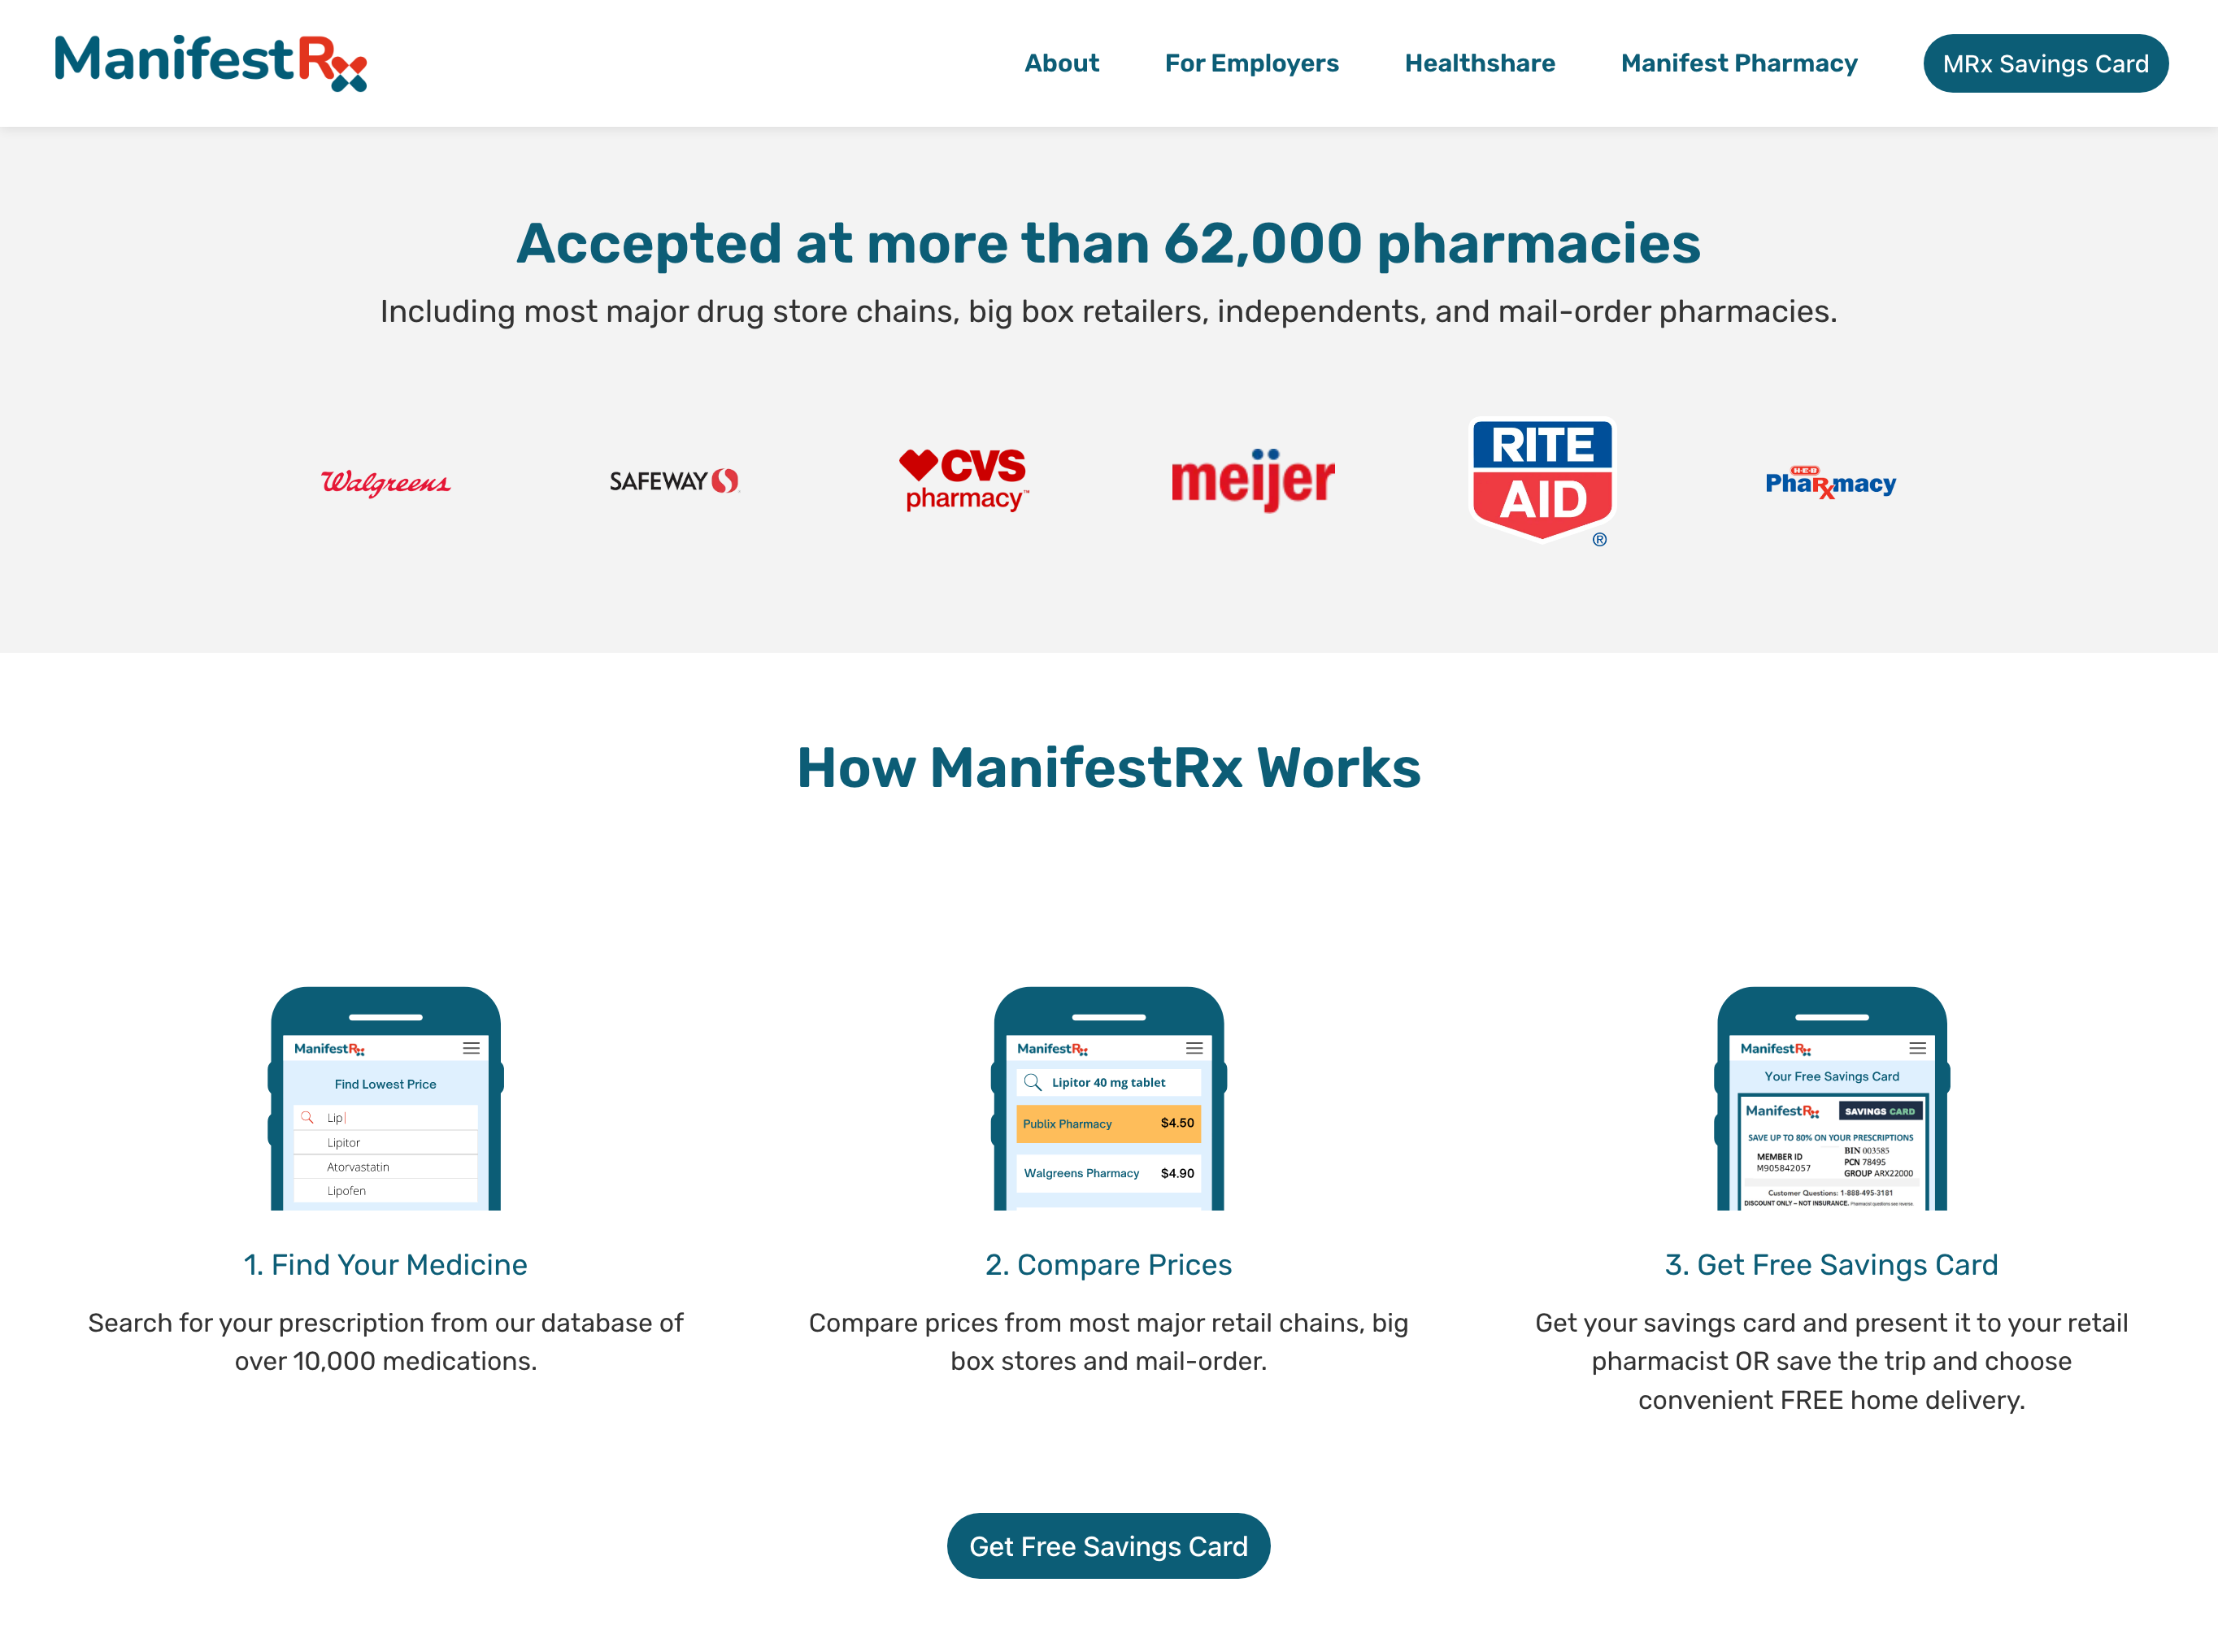 ManifestRx
About For Employers Healthshare Manifest Pharmacy MRx Savings Card
Accepted at more than 62,000 pharmacies
Including most major drug store chains, big box retailers, independents, and mail-order pharmacies.
Walgreens SAFEWAY CVS pharmacy™ meijer RITE AID ® H-E-B PhaRxmacy
How ManifestRx Works
ManifestRx
Find Lowest Price
Lip
Lipitor
Atorvastatin
Lipofen
ManifestRx
Lipitor 40 mg tablet
Publix Pharmacy $4.50
Walgreens Pharmacy $4.90
ManifestRx
Your Free Savings Card
ManifestRx SAVINGS CARD
SAVE UP TO 80% ON YOUR PRESCRIPTIONS
MEMBER ID
M905842057
BIN 003585
PCN 78495
GROUP ARX22000
Customer Questions: 1-888-495-3181
DISCOUNT ONLY – NOT INSURANCE. Pharmacist questions see reverse
1. Find Your Medicine
Search for your prescription from our database of
over 10,000 medications.
2. Compare Prices
Compare prices from most major retail chains, big
box stores and mail-order.
3. Get Free Savings Card
Get your savings card and present it to your retail
pharmacist OR save the trip and choose
convenient FREE home delivery.
Get Free Savings Card